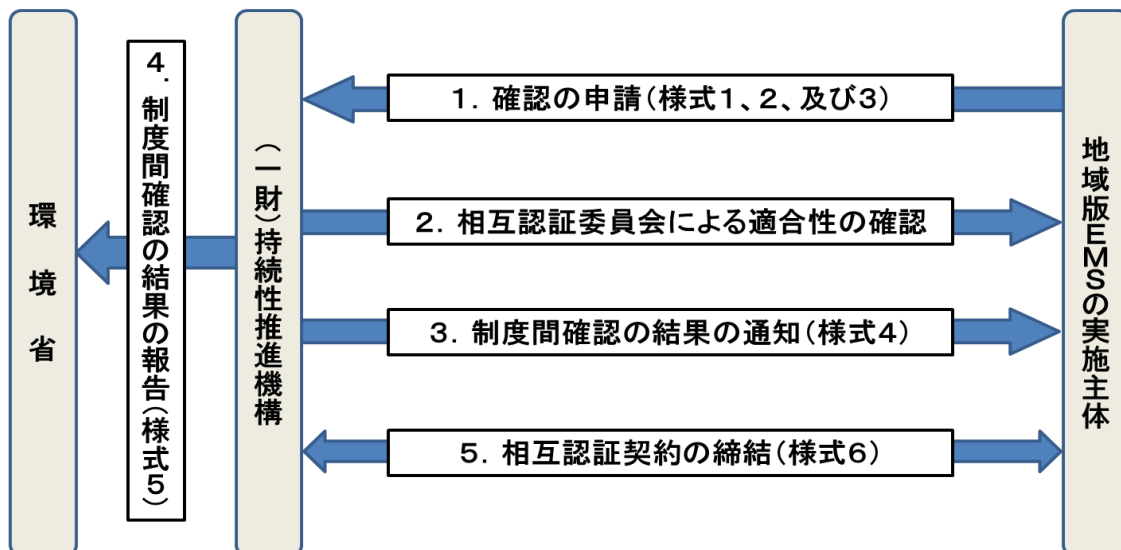 環境省
4．制度間確認の結果の報告（様式5）
（一財）持続性推進機構
1．確認の申請（様式1、2、及び3）
2．相互認証委員会による適合性の確認
3．制度間確認の結果の通知（様式4）
5．相互認証契約の締結（様式6）
地域版EMSの実施主体